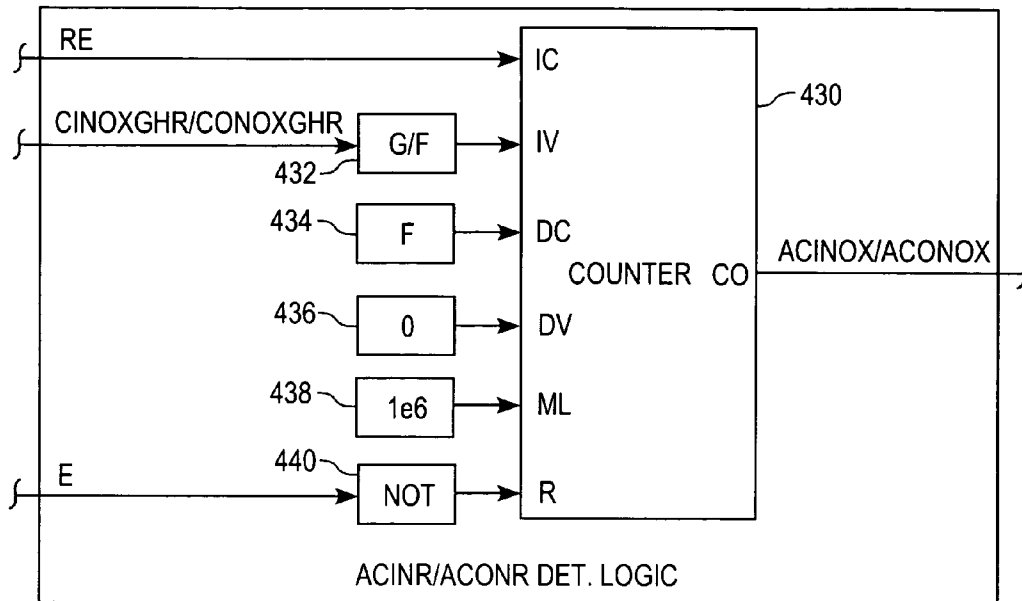 RE
IC
430
CINOXGHR/CONOXGHR
G/F
IV
432
434
F
DC
ACINOX/ACONOX
COUNTER CO
436
0
DV
438
1e6
ML
440
E
NOT
R
ACINR/ACONR DET. LOGIC